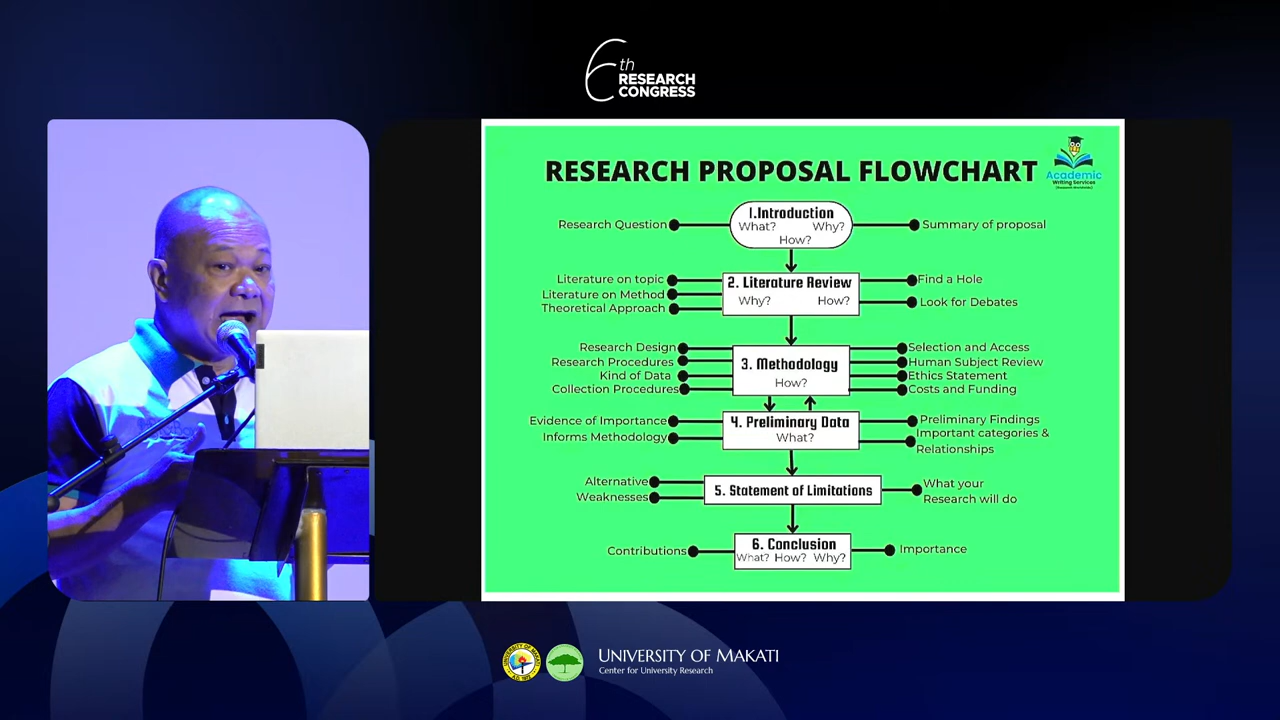 6th
RESEARCH
CONGRESS
RESEARCH PROPOSAL FLOWCHART
Academic
Writing Services
1.Introduction
What? Why?
How?
Research Question
Summary of proposal
2. Literature Review
Why? How?
Literature on topic
Literature on Method
Theoretical Approach
Find a Hole
Look for Debates
3. Methodology
How?
Research Design
Research Procedures
Kind of Data
Collection Procedures
Selection and Access
Human Subject Review
Ethics Statement
Costs and Funding
4. Preliminary Data
What?
Evidence of Importance
Informs Methodology
Preliminary Findings
Important categories &
Relationships
5. Statement of Limitations
Alternative
Weaknesses
What your
Research will do
6. Conclusion
What? How? Why?
Contributions
Importance
UNIVERSITY OF MAKATI
Center for University Research